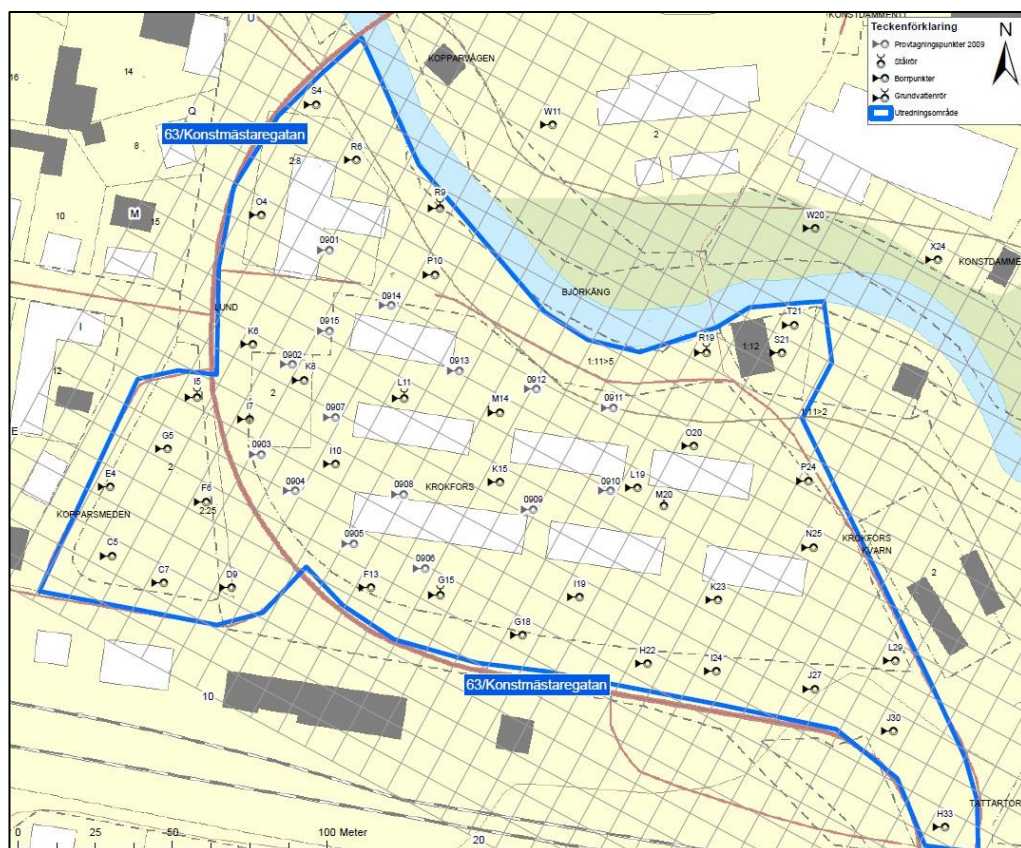 U
KONSTDAMMEN1
Teckenförklaring
Provtagningspunkter 2009
Stålrör
Borrpunkter
Grundvattenrör
Utredningsområde
N
KOPPARVÄGEN
14
16
S4
Q
W11
63/Konstmästaregatan
2
8
2:8
R6
10
M
15
O4
R9
W20
0901
X24
KONSTDAMME
P10
BJÖRKÄNG
0914
LUND
0915
T21
I
K6
R19
1:12
S21
0902
0913
1:11>5
12
K8
I5
L11
0912
2
M14
0911
1:11>2
I7
0907
E
G5
0903
O20
2
I10
K15
E4
0904
0908
KROKFORS
0910
L19
P24
F6
M20
2:25
0909
KOPPARSMEDEN
0905
N25
KROKFORS
KVARN
C5
0906
C7
D9
F13
G15
I19
K23
2
G18
H22
I24
L29
10
63/Konstmästaregatan
J27
J30
TATTARTOR
H33
0
25
50
100 Meter
20